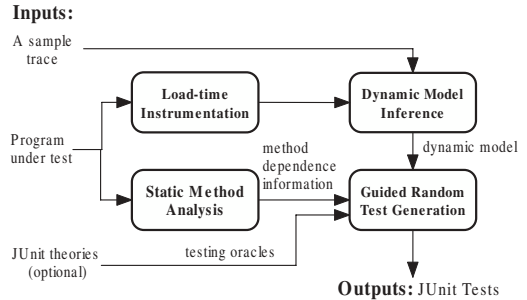 Inputs:
A sample
trace
Load-time
Instrumentation
Dynamic Model
Inference
Program
under test
method
dependence
information
dynamic model
Static Method
Analysis
Guided Random
Test Generation
JUnit theories
(optional)
testing oracles
Outputs: JUnit Tests